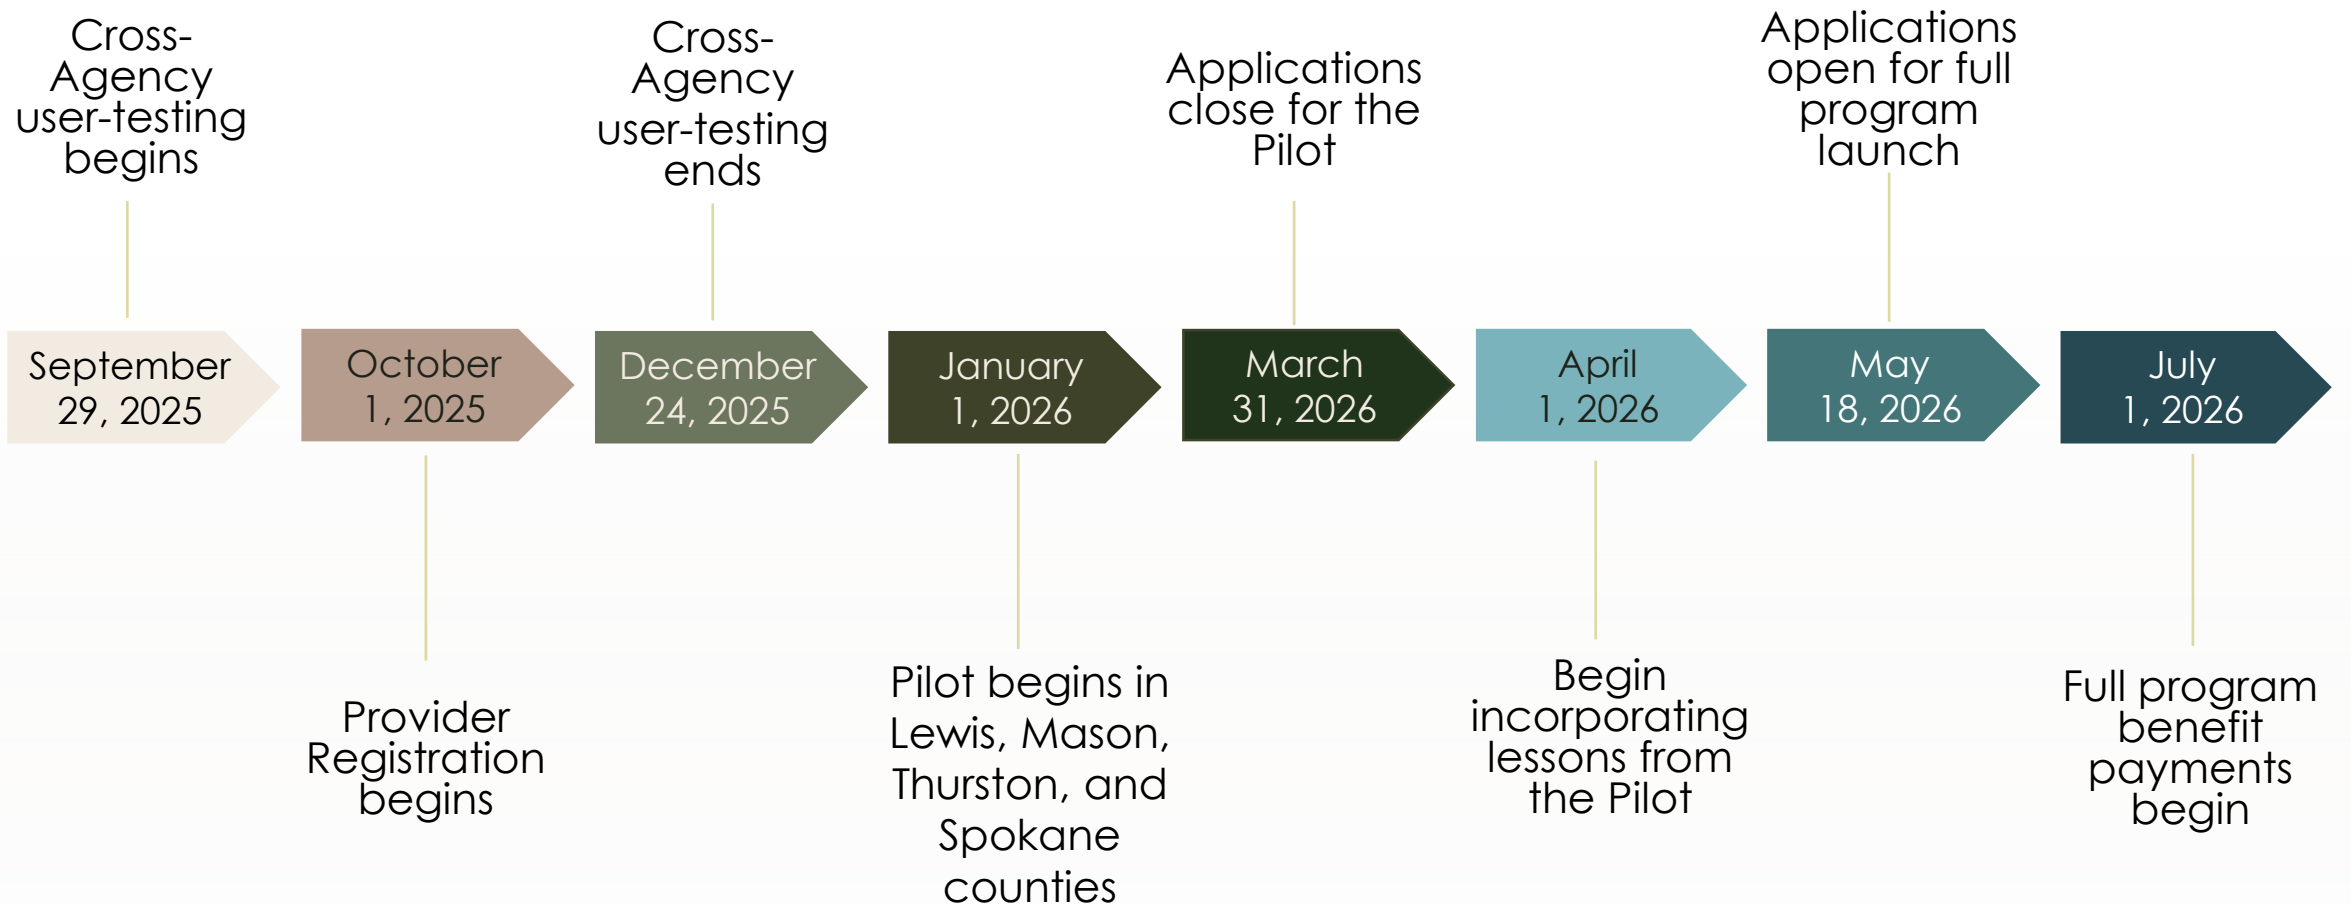 Cross-
Agency
user-testing
begins
Cross-
Agency
user-testing
ends
Applications
close for the
Pilot
Applications
open for full
program
launch
September
29, 2025
October
1, 2025
December
24, 2025
January
1, 2026
March
31, 2026
April
1, 2026
May
18, 2026
July
1, 2026
Provider
Registration
begins
Pilot begins in
Lewis, Mason,
Thurston, and
Spokane
counties
Begin
incorporating
lessons from
the Pilot
Full program
benefit
payments
begin